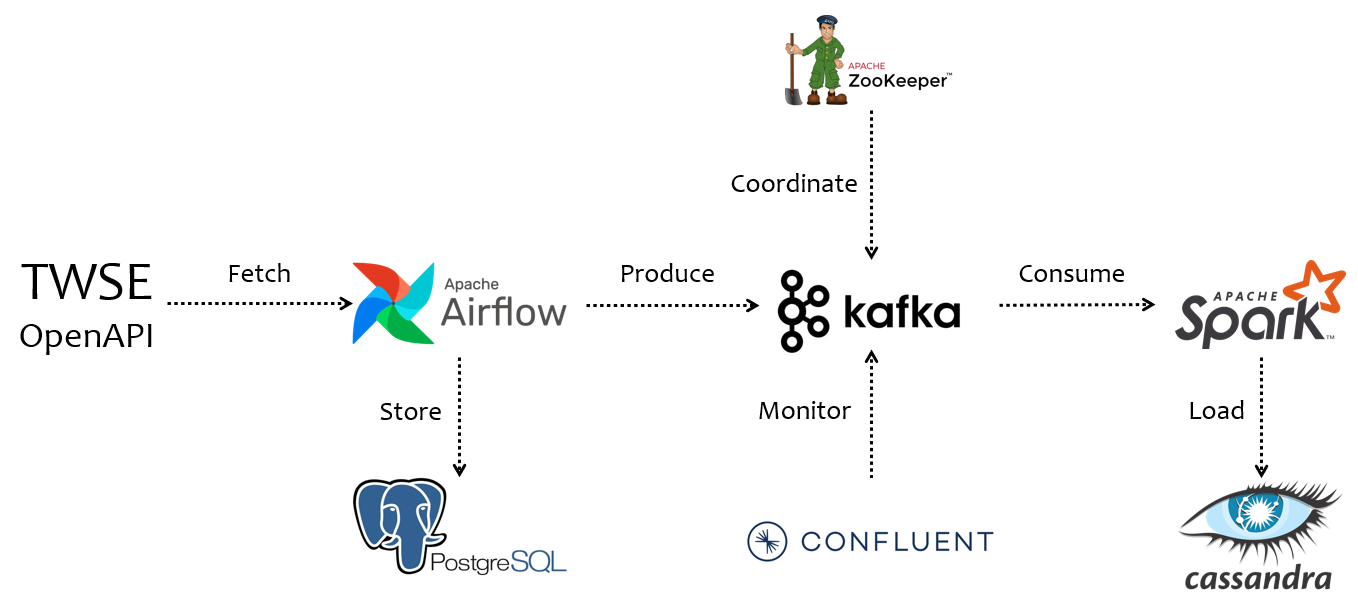 APACHE
ZooKeeper™
Coordinate
TWSE
OpenAPI
Fetch
Apache
Airflow
Produce
kafka
Consume
APACHE
Spark™
Store
Monitor
Load
PostgreSQL
CONFLUENT
cassandra